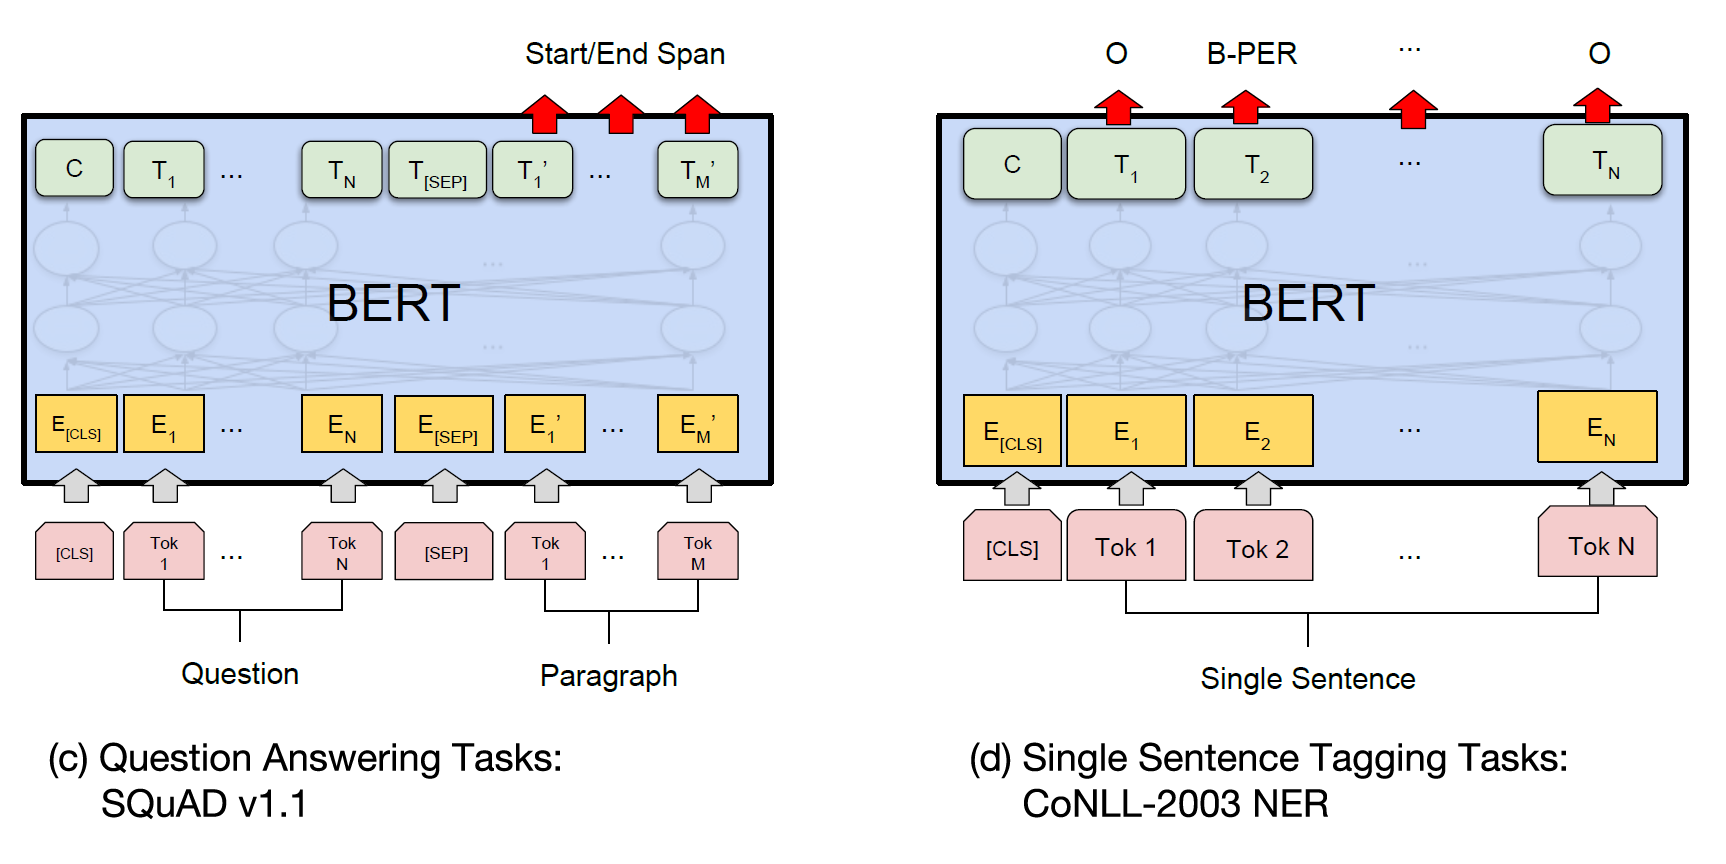 Start/End Span
C T1 ... TN T[SEP] T1’ ... TM’
...
BERT
...
E[CLS] E1 ... EN E[SEP] E1’ ... EM’
[CLS] Tok 1 ... Tok N [SEP] Tok 1 ... Tok M
Question Paragraph
(c) Question Answering Tasks:
SQuAD v1.1
O B-PER ... O
C T1 T2 ... TN
...
BERT
...
E[CLS] E1 E2 ... EN
[CLS] Tok 1 Tok 2 ... Tok N
Single Sentence
(d) Single Sentence Tagging Tasks:
CoNLL-2003 NER